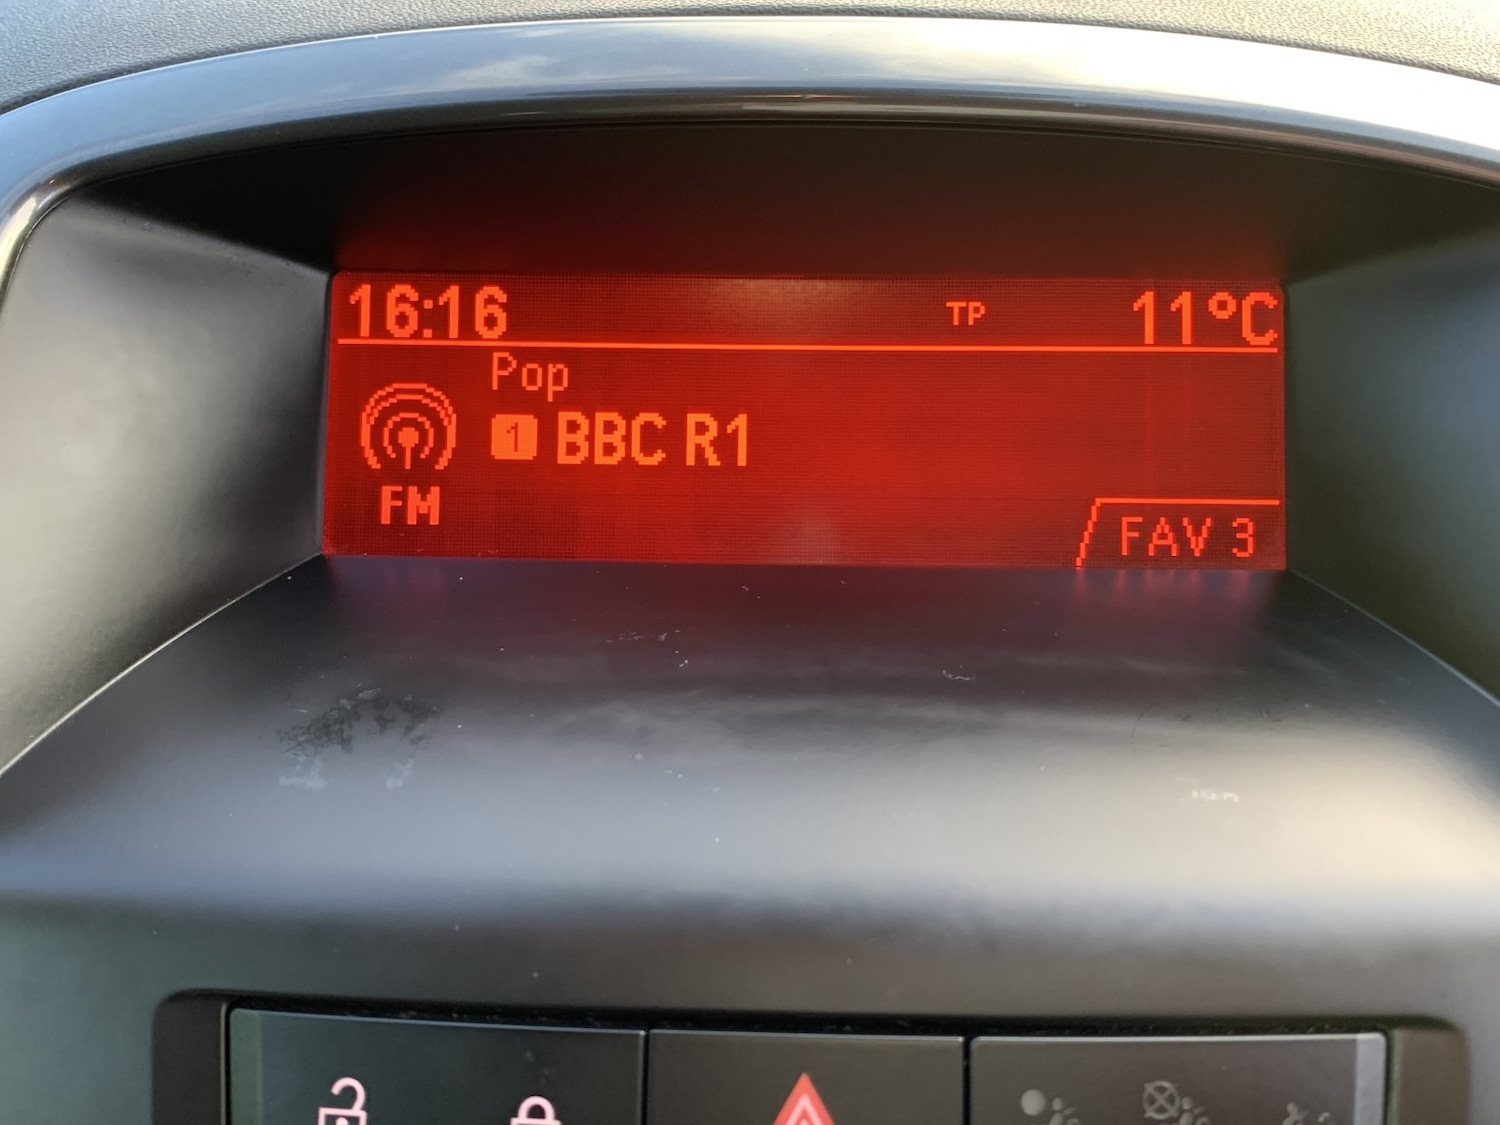 16:16 TP 11°C
Pop
1 BBC R1
FM
FAV 3